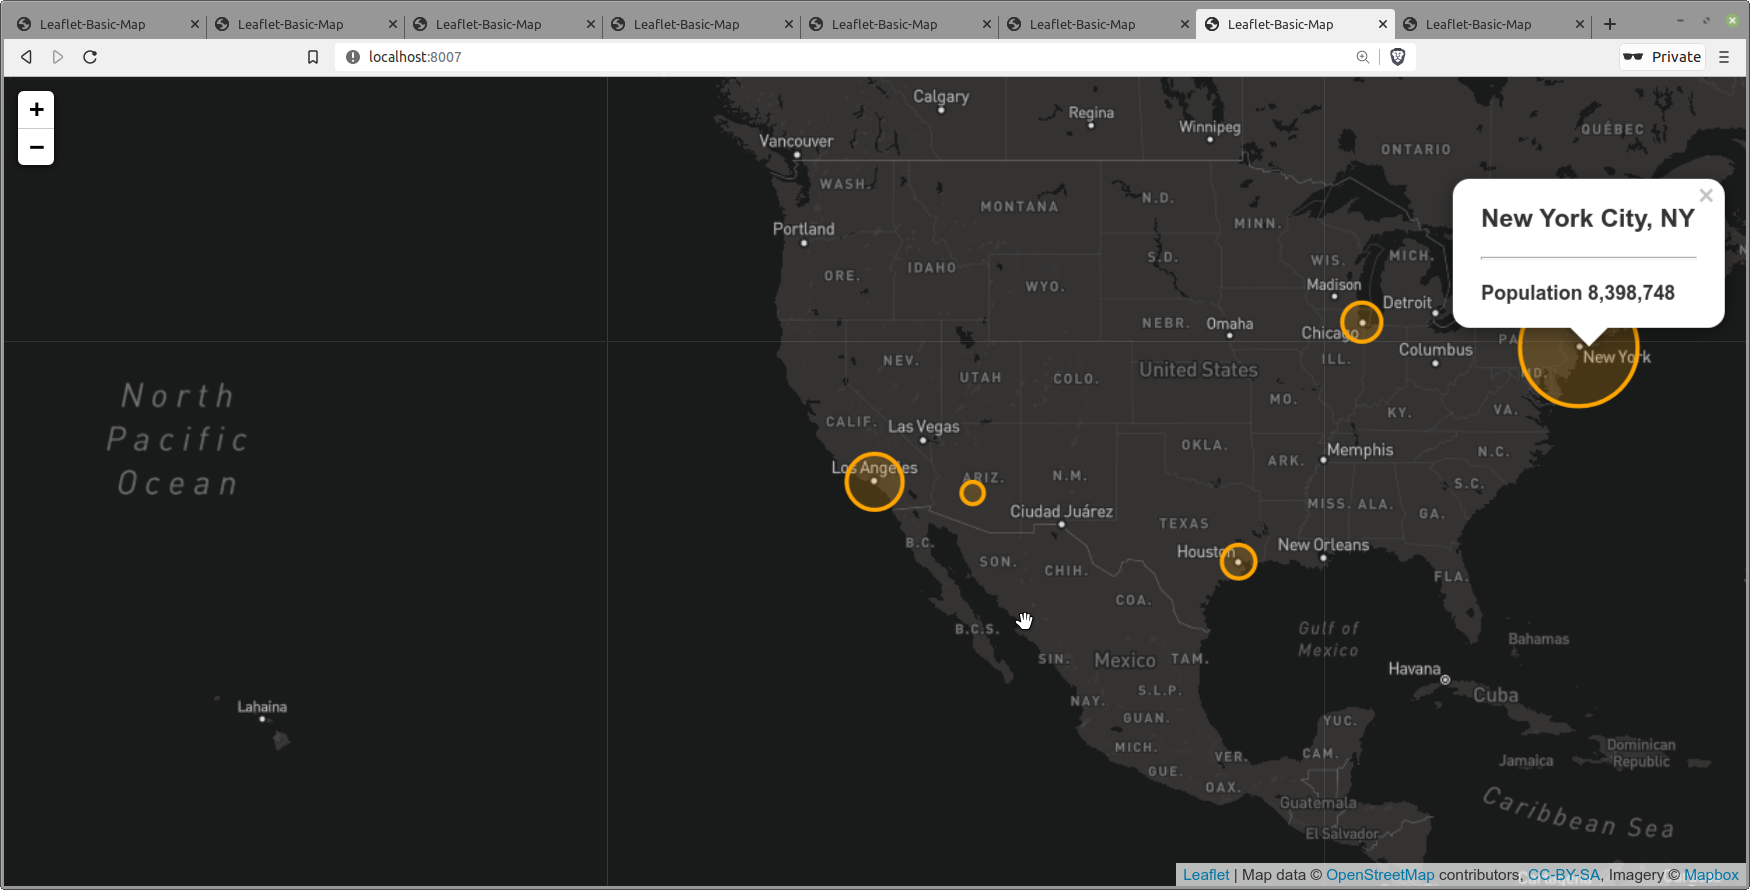 Leaflet-Basic-Map
Leaflet-Basic-Map
Leaflet-Basic-Map
Leaflet-Basic-Map
Leaflet-Basic-Map
Leaflet-Basic-Map
Leaflet-Basic-Map
Leaflet-Basic-Map
localhost:8007
Private
+
−
Calgary
Regina
Winnipeg
Vancouver
ONTARIO
QUÉBEC
WASH.
MONTANA
N.D.
MINN.
Portland
ORE.
IDAHO
WYO.
S.D.
WIS.
MICH.
Madison
Detroit
New York City, NY
Population 8,398,748
NEBR.
Omaha
Chicago
PA
New York
NEV.
UTAH
COLO.
United States
ILL.
Columbus
MD.
MO.
KY.
VA.
North
Pacific
Ocean
CALIF.
Las Vegas
OKLA.
ARK.
Memphis
N.C.
Los Angeles
ARIZ.
N.M.
S.C.
Ciudad Juárez
TEXAS
MISS.
ALA.
GA.
B.C.
SON.
CHIH.
Houston
New Orleans
FLA.
COA.
B.C.S.
Gulf of
Mexico
Bahamas
SIN.
Mexico
TAM.
Havana
Cuba
NAY.
S.L.P.
GUAN.
YUC.
Lahaina
MICH.
VER.
CAM.
Jamaica
Dominican
Republic
GUE.
OAX.
Guatemala
El Salvador
Caribbean Sea
Leaflet | Map data © OpenStreetMap contributors, CC-BY-SA, Imagery © Mapbox